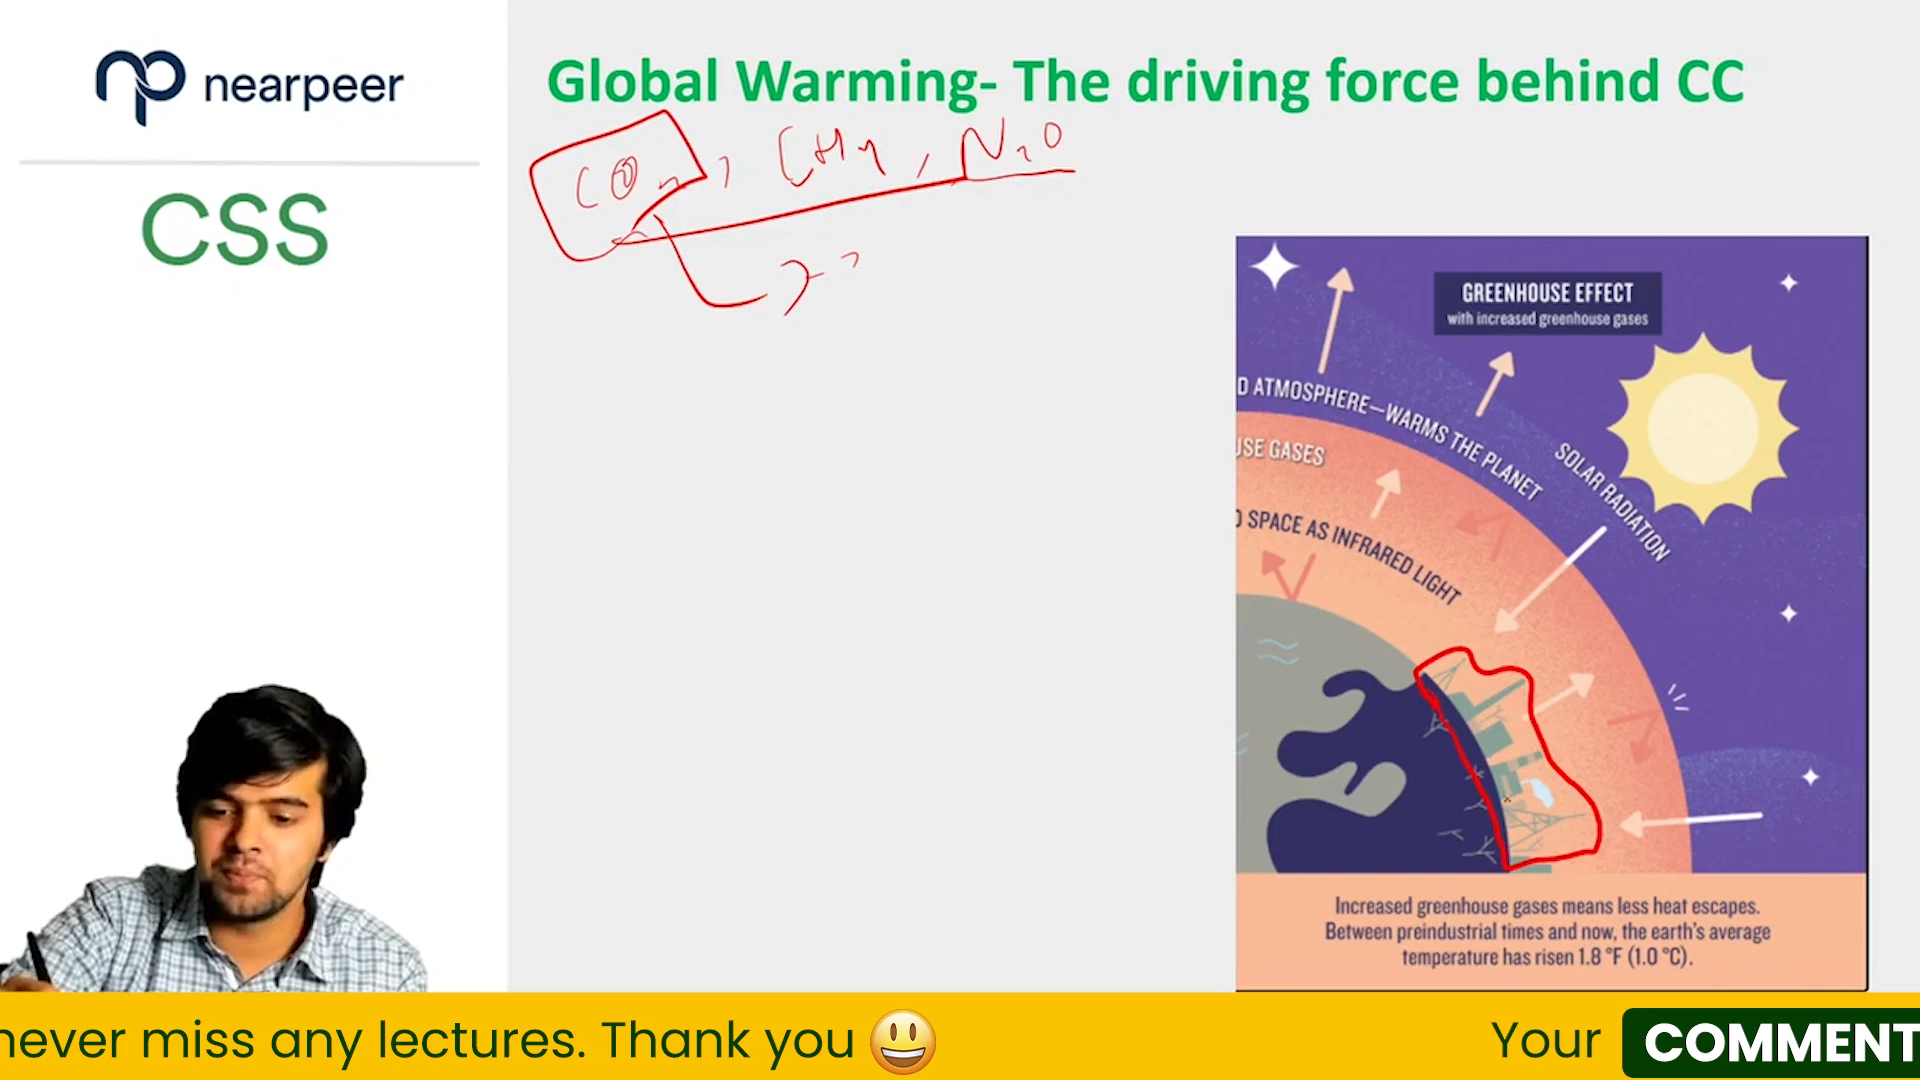 nearpeer
CSS
Global Warming- The driving force behind CC
CO2, CH4, N2O
GREENHOUSE EFFECT
with increased greenhouse gases
D ATMOSPHERE—WARMS THE PLANET
USE GASES
SOLAR RADIATION
O SPACE AS INFRARED LIGHT
Increased greenhouse gases means less heat escapes.
Between preindustrial times and now, the earth's average
temperature has risen 1.8 °F (1.0 °C).
never miss any lectures. Thank you 😃
Your COMMENT